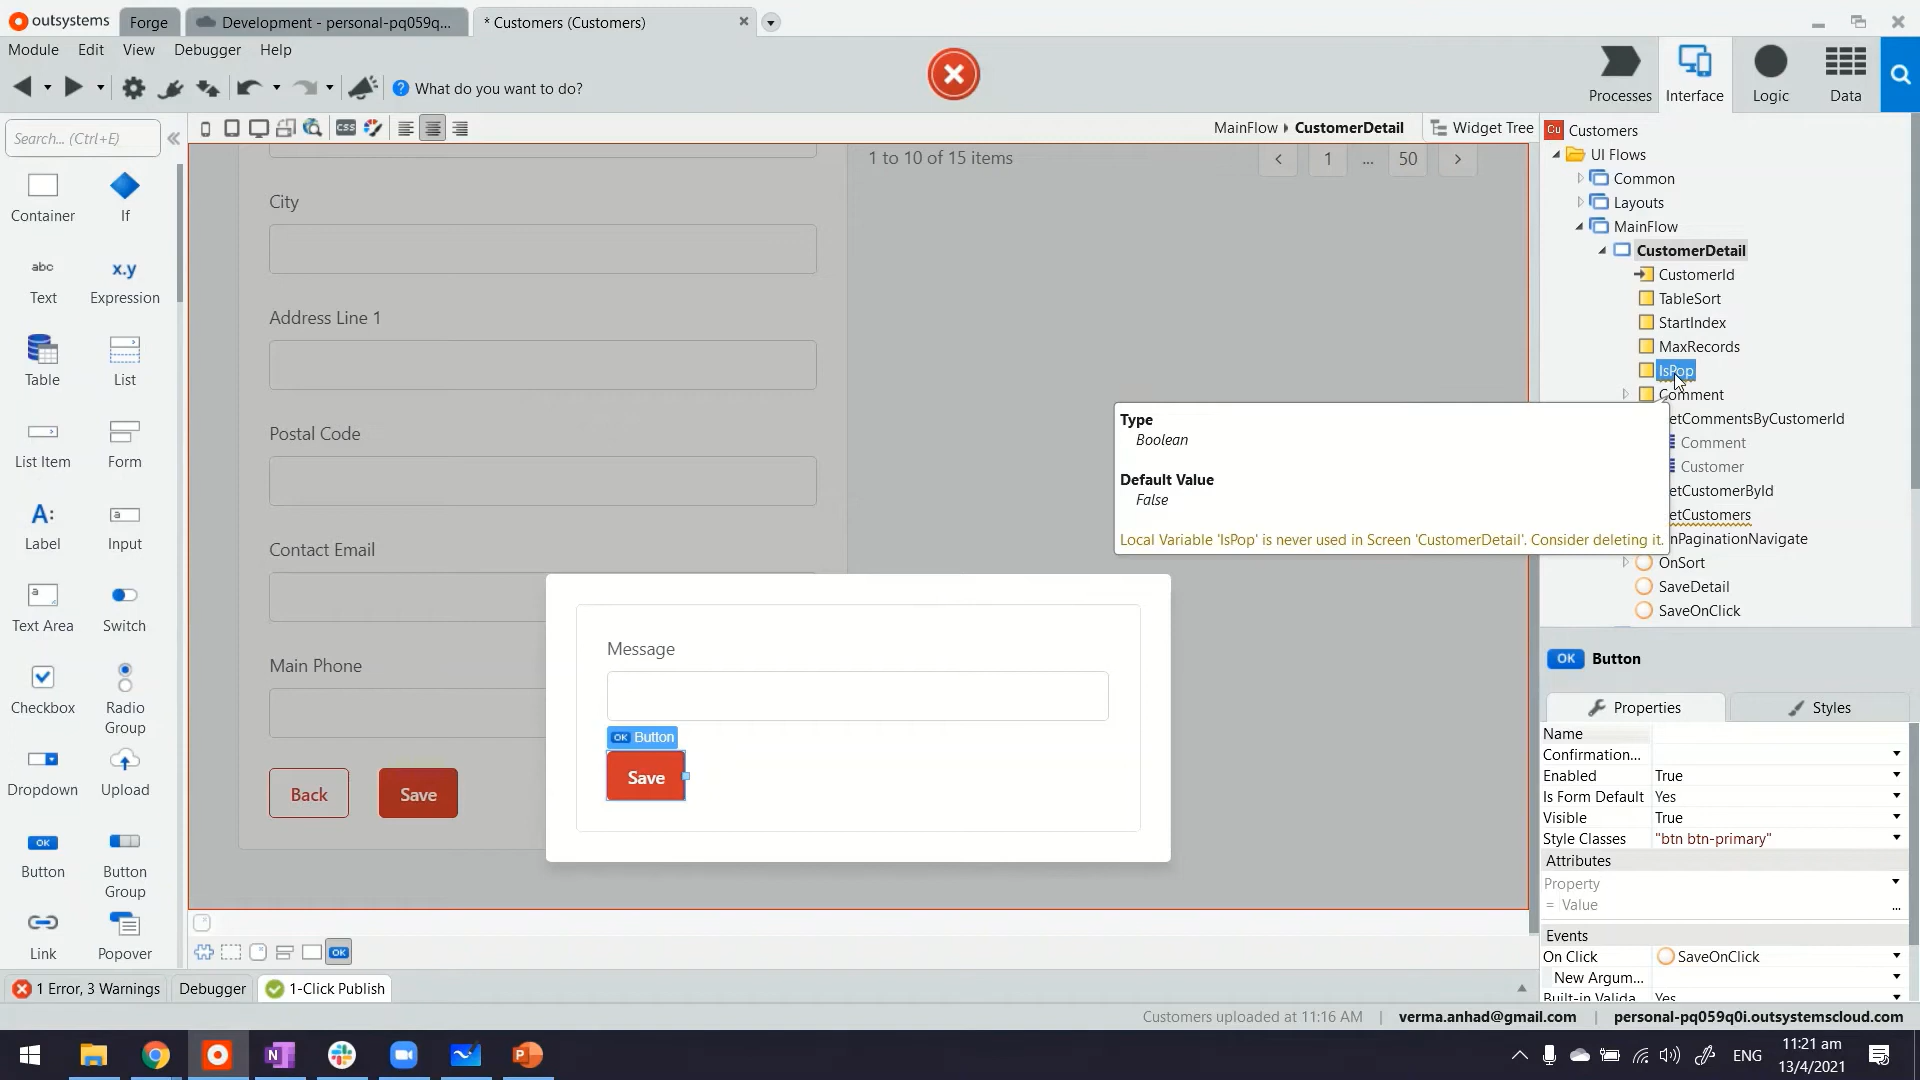 outsystems
Forge
Development - personal-pq059q...
* Customers (Customers)
Module Edit View Debugger Help
What do you want to do?
Processes
Interface
Logic
Data
Search... (Ctrl+E)
CSS
MainFlow CustomerDetail
Widget Tree
Container
If
abc
Text
x.y
Expression
Table
List
List Item
Form
A:
Label
a
Input
a
Text Area
Switch
Checkbox
Radio Group
Dropdown
Upload
OK
Button
Button Group
Link
Popover
City
Address Line 1
Postal Code
Contact Email
Main Phone
Back
Save
1 to 10 of 15 items
< 1 ... 50 >
Message
OK Button
Save
Type
Boolean
Default Value
False
Local Variable 'IsPop' is never used in Screen 'CustomerDetail'. Consider deleting it.
Cu Customers
UI Flows
Common
Layouts
MainFlow
CustomerDetail
CustomerId
TableSort
StartIndex
MaxRecords
IsPop
Comment
etCommentsByCustomerId
Comment
Customer
etCustomerById
etCustomers
nPaginationNavigate
OnSort
SaveDetail
SaveOnClick
OK Button
Properties
Styles
Name
Confirmation...
Enabled True
Is Form Default Yes
Visible True
Style Classes "btn btn-primary"
Attributes
Property
= Value ...
Events
On Click SaveOnClick
New Argum...
Built-in Valida Yes
OK
1 Error, 3 Warnings
Debugger
1-Click Publish
Customers uploaded at 11:16 AM | verma.anhad@gmail.com | personal-pq059q0i.outsystemscloud.com
ENG
11:21 am
13/4/2021